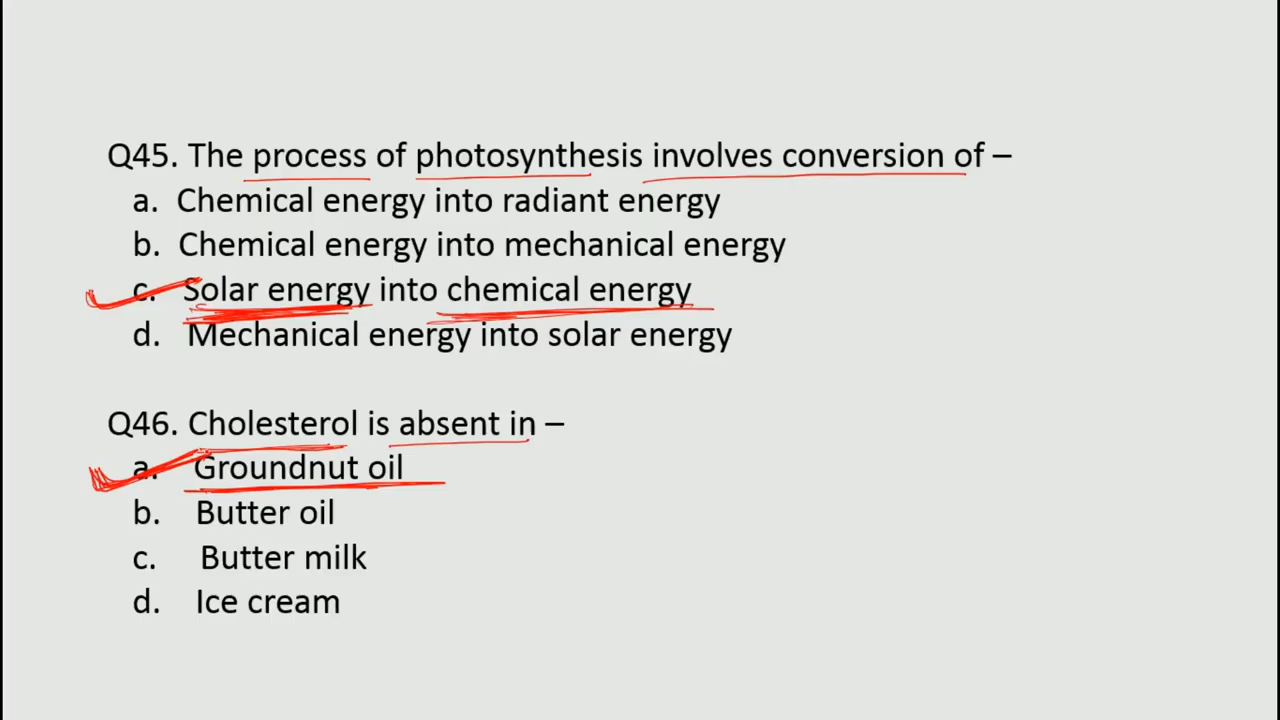 Q45. The process of photosynthesis involves conversion of –
a. Chemical energy into radiant energy
b. Chemical energy into mechanical energy
c. Solar energy into chemical energy
d. Mechanical energy into solar energy
Q46. Cholesterol is absent in –
a. Groundnut oil
b. Butter oil
c. Butter milk
d. Ice cream